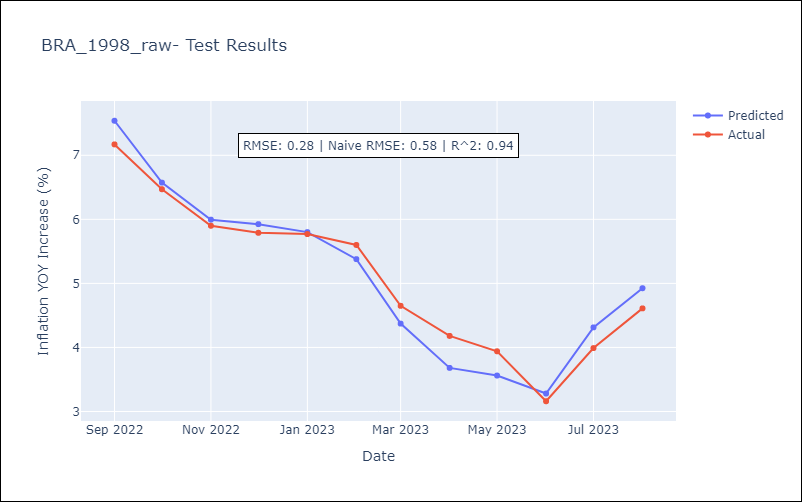 BRA_1998_raw- Test Results
Predicted
Actual
RMSE: 0.28 | Naive RMSE: 0.58 | R^2: 0.94
7
6
5
4
3
Inflation YOY Increase (%)
Sep 2022
Nov 2022
Jan 2023
Mar 2023
May 2023
Jul 2023
Date